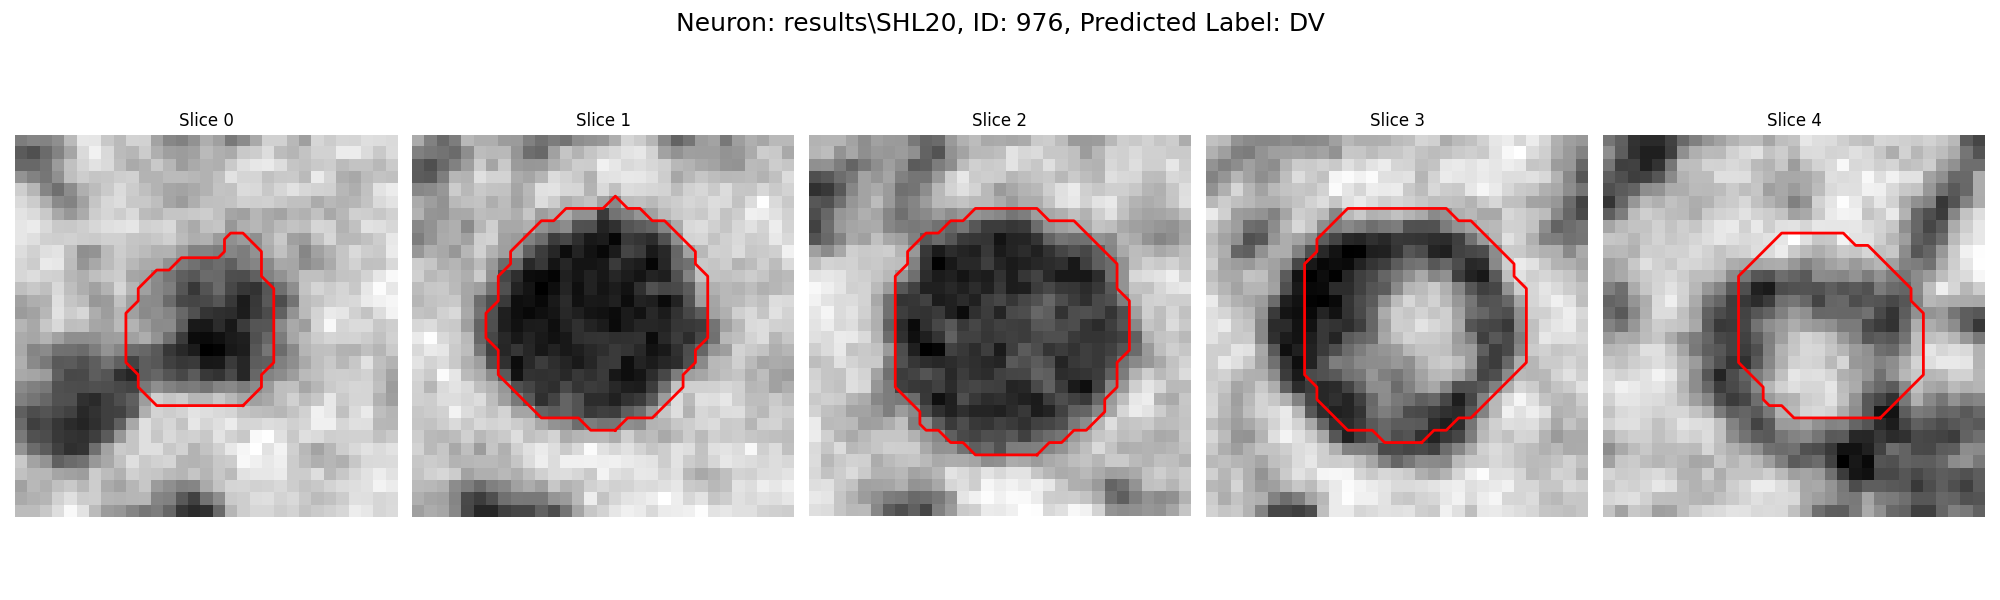 Neuron: results\SHL20, ID: 976, Predicted Label: DV
Slice 0
Slice 1
Slice 2
Slice 3
Slice 4